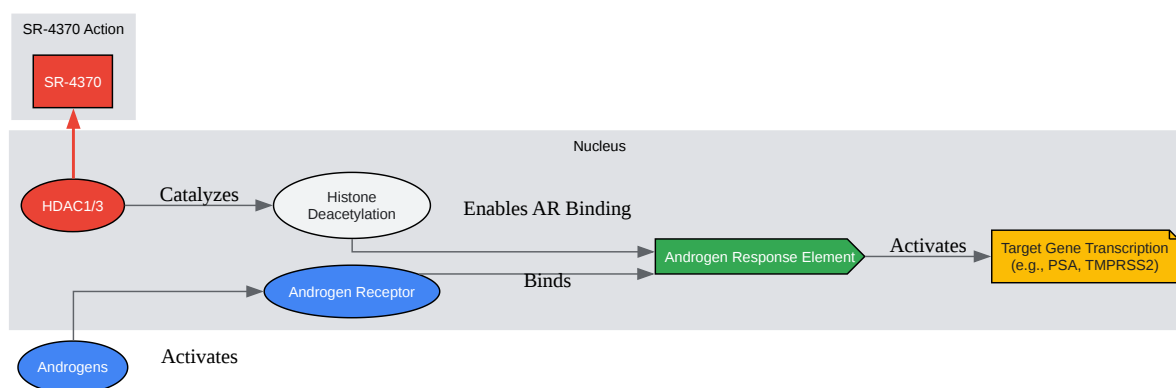 SR-4370 Action
SR-4370
Nucleus
HDAC1/3
Catalyzes
Histone
Deacetylation
Enables AR Binding
Androgen Response Element
Activates
Target Gene Transcription
(e.g., PSA, TMPRSS2)
Androgen Receptor
Binds
Androgens
Activates